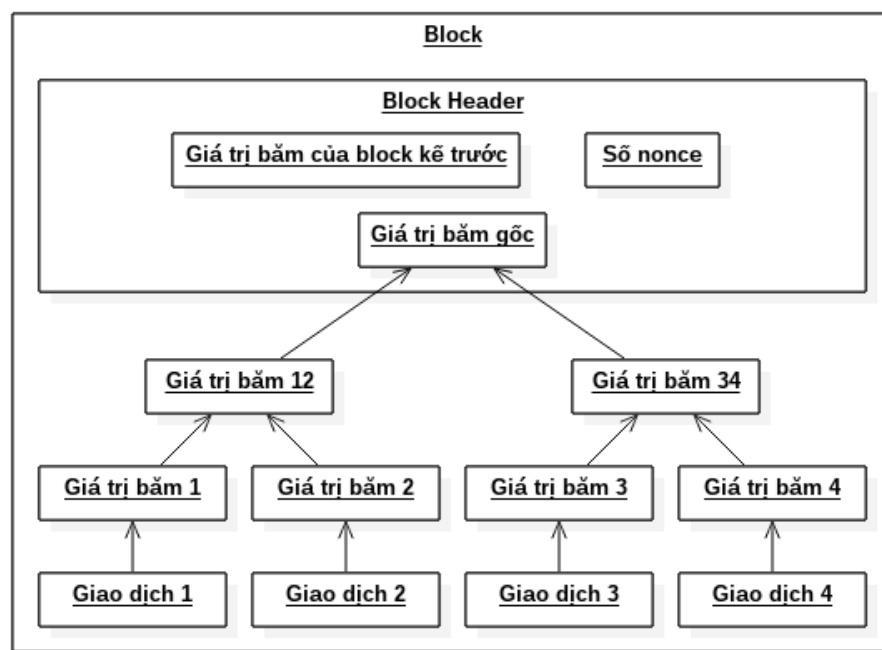 Block
Block Header
Giá trị băm của block kế trước
Số nonce
Giá trị băm gốc
Giá trị băm 12
Giá trị băm 34
Giá trị băm 1
Giá trị băm 2
Giá trị băm 3
Giá trị băm 4
Giao dịch 1
Giao dịch 2
Giao dịch 3
Giao dịch 4